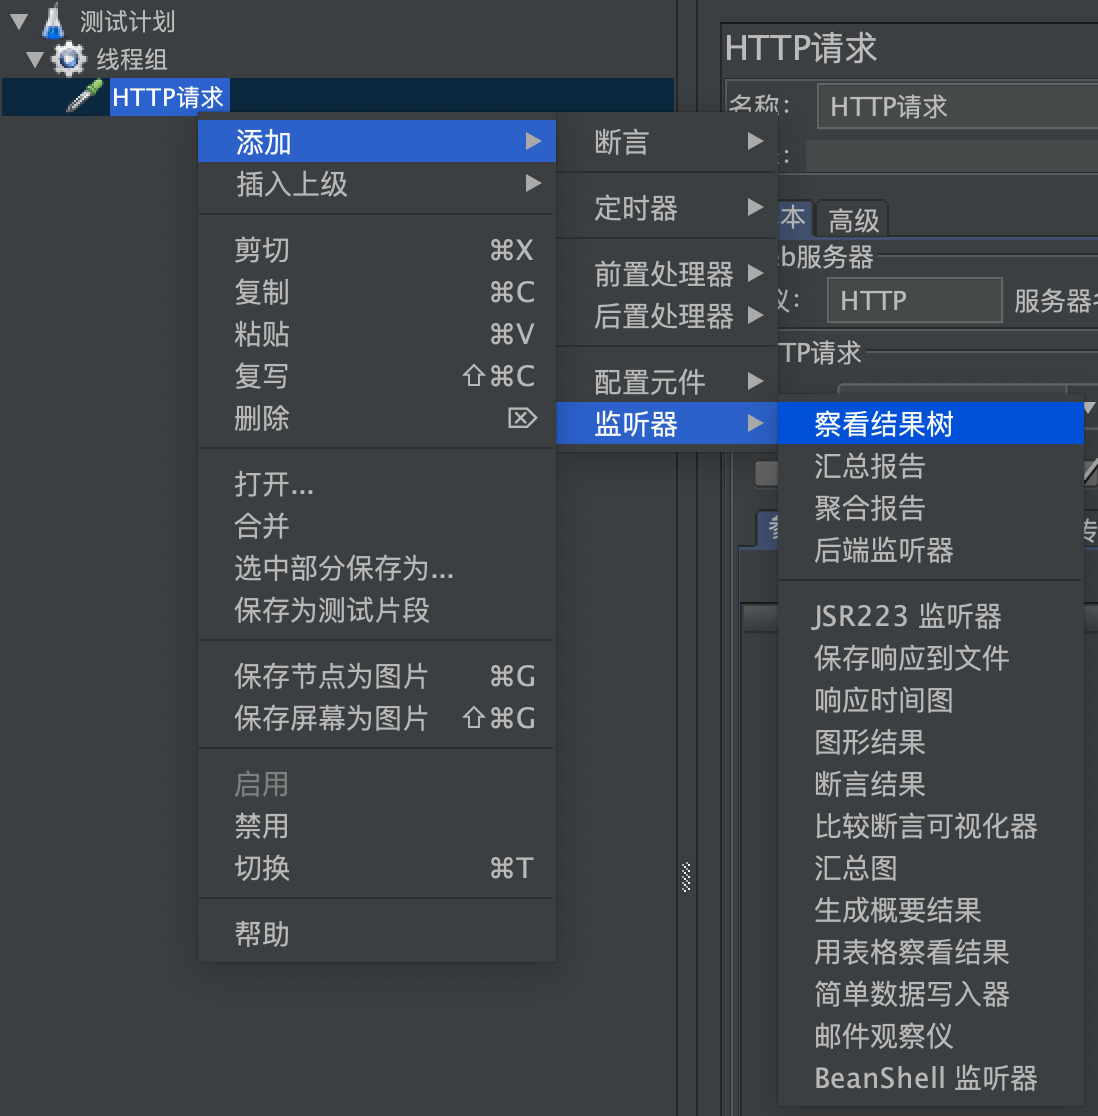 测试计划
线程组
HTTP请求
添加
插入上级
剪切 ⌘X
复制 ⌘C
粘贴 ⌘V
复写 ⇧⌘C
删除 ⌦
打开...
合并
选中部分保存为...
保存为测试片段
保存节点为图片 ⌘G
保存屏幕为图片 ⇧⌘G
启用
禁用
切换 ⌘T
帮助
断言
定时器
前置处理器
后置处理器
配置元件
监听器
察看结果树
汇总报告
聚合报告
后端监听器
JSR223 监听器
保存响应到文件
响应时间图
图形结果
断言结果
比较断言可视化器
汇总图
生成概要结果
用表格察看结果
简单数据写入器
邮件观察仪
BeanShell 监听器
HTTP请求
名称: HTTP请求
本 高级
b服务器
议: HTTP 服务器
TP请求